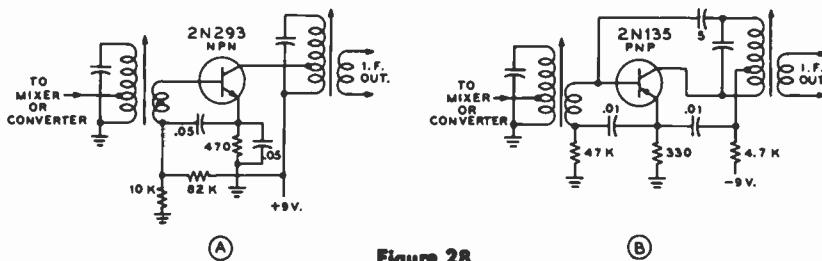 2N293
NPN
TO
MIXER
OR
CONVERTER
.05
470
.05
10 K
82 K
+9 V.
I.F.
OUT.
A
2N135
PNP
5
TO
MIXER
OR
CONVERTER
.01
.01
47 K
330
4.7 K
-9V.
I.F.
OUT.
B
Figure 28